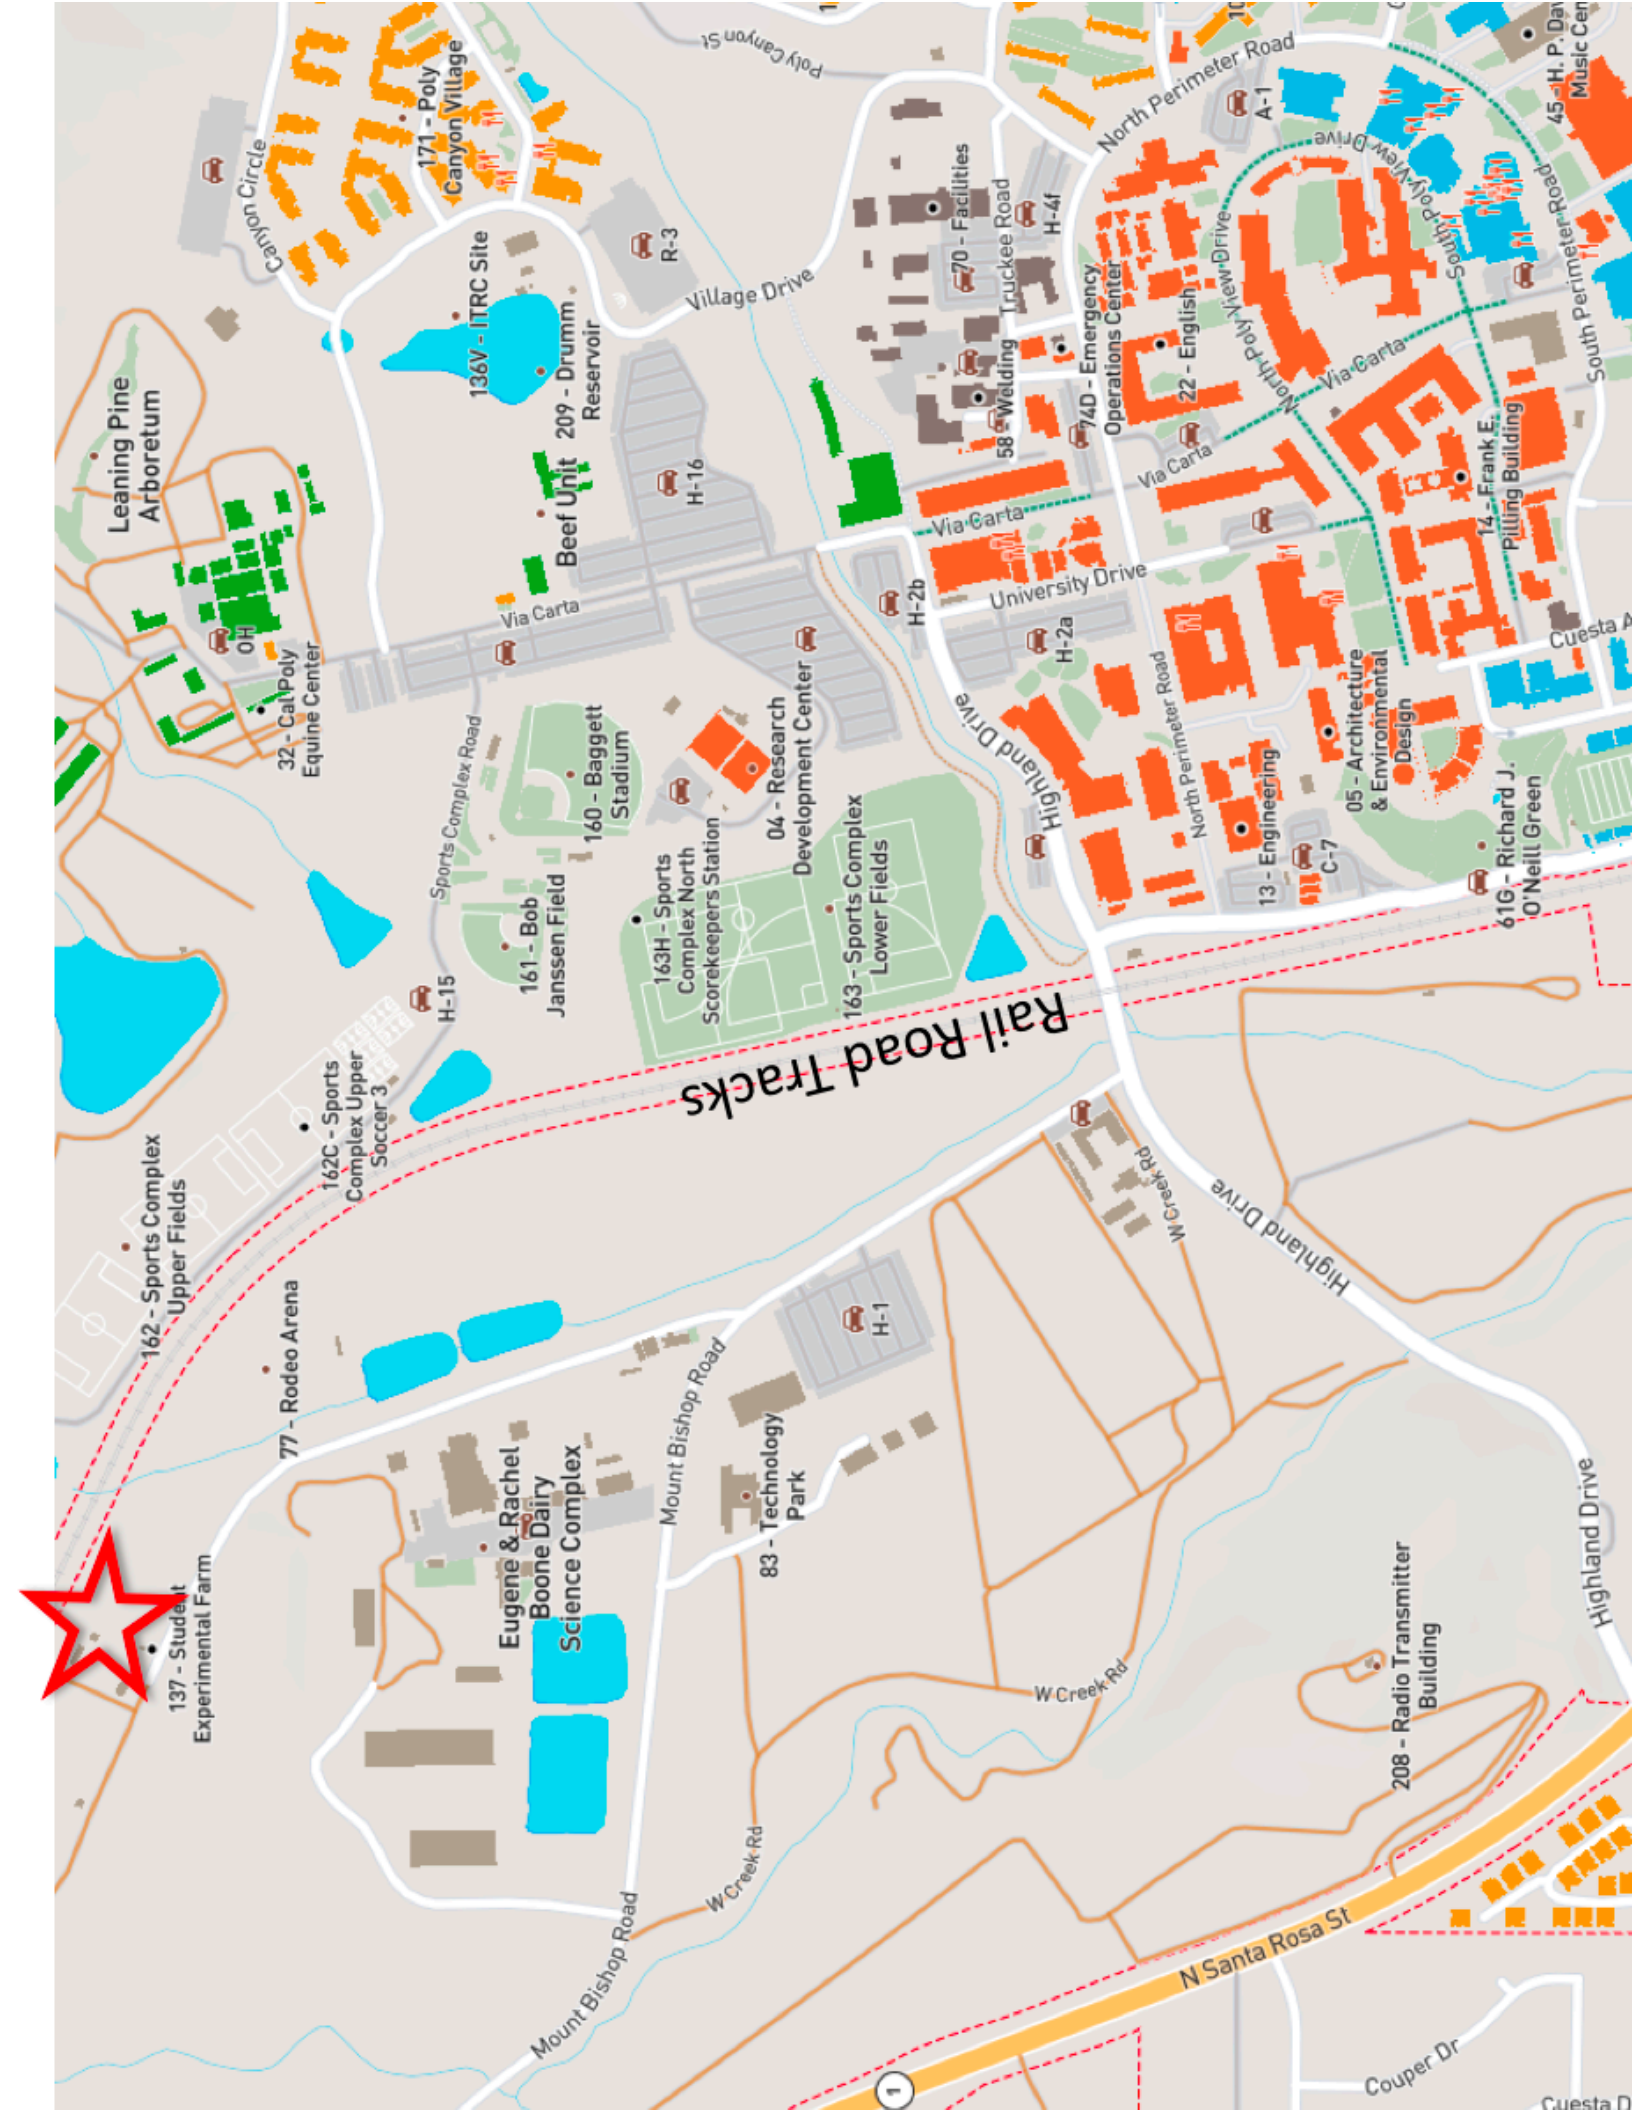 Leaning Pine
Arboretum
OH
32 - Cal Poly
Equine Center
Canyon Circle
171 - Poly
Canyon Village
136V - ITRC Site
209 - Drumm
Reservoir
Beef Unit
R-3
Village Drive
Poly Canyon St
H-16
Via Carta
Sports Complex Road
160 - Baggett
Stadium
161 - Bob
Janssen Field
04 - Research
Development Center
163H - Sports
Complex North
Scorekeepers Station
163 - Sports Complex
Lower Fields
H-15
162C - Sports
Complex Upper
Soccer 3
162 - Sports Complex
Upper Fields
77 - Rodeo Arena
Rail Road Tracks
137 - Student
Experimental Farm
Eugene & Rachel
Boone Dairy
Science Complex
Mount Bishop Road
83 - Technology
Park
H-1
Mount Bishop Road
W Creek Rd
W Creek Rd
W Creek Rd
Highland Drive
Highland Drive
Highland Drive
208 - Radio Transmitter
Building
N Santa Rosa St
1
Couper Dr
Cuesta D
70 - Facilities
Truckee Road
H-4f
58 - Welding
74D - Emergency
Operations Center
22 - English
North Perimeter Road
A-1
North Poly View Drive
South Poly View Drive
South Perimeter Road
South Perimeter Road
45 - H. P. Dav
Music Cen
10
1
C
Via Carta
Via Carta
Via Carta
14 - Frank E.
Pilling Building
University Drive
H-2b
H-2a
North Perimeter Road
13 - Engineering
C-7
05 - Architecture
& Environmental
Design
61G - Richard J.
O'Neill Green
Cuesta A